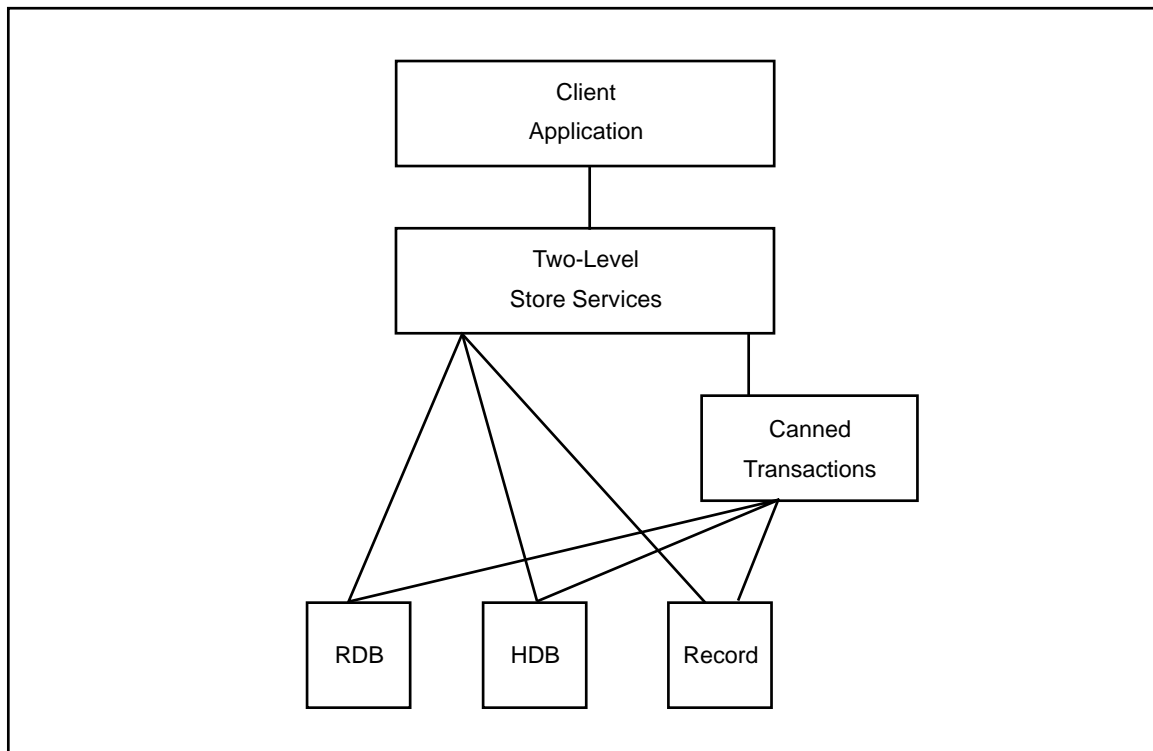 Client
Application
Two-Level
Store Services
Canned
Transactions
RDB
HDB
Record